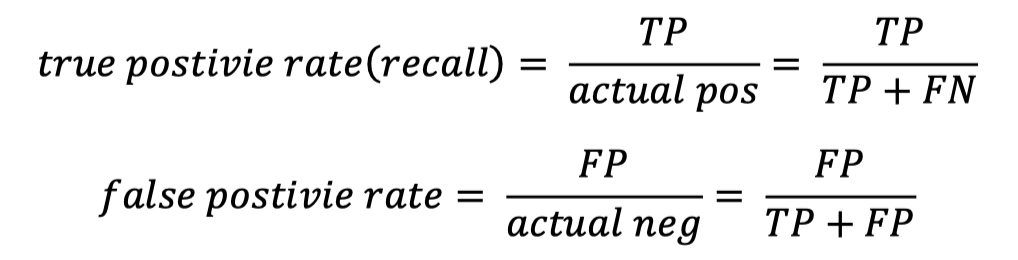 true postivie rate(recall) = TP / actual pos = TP / TP + FN
false postivie rate = FP / actual neg = FP / TP + FP